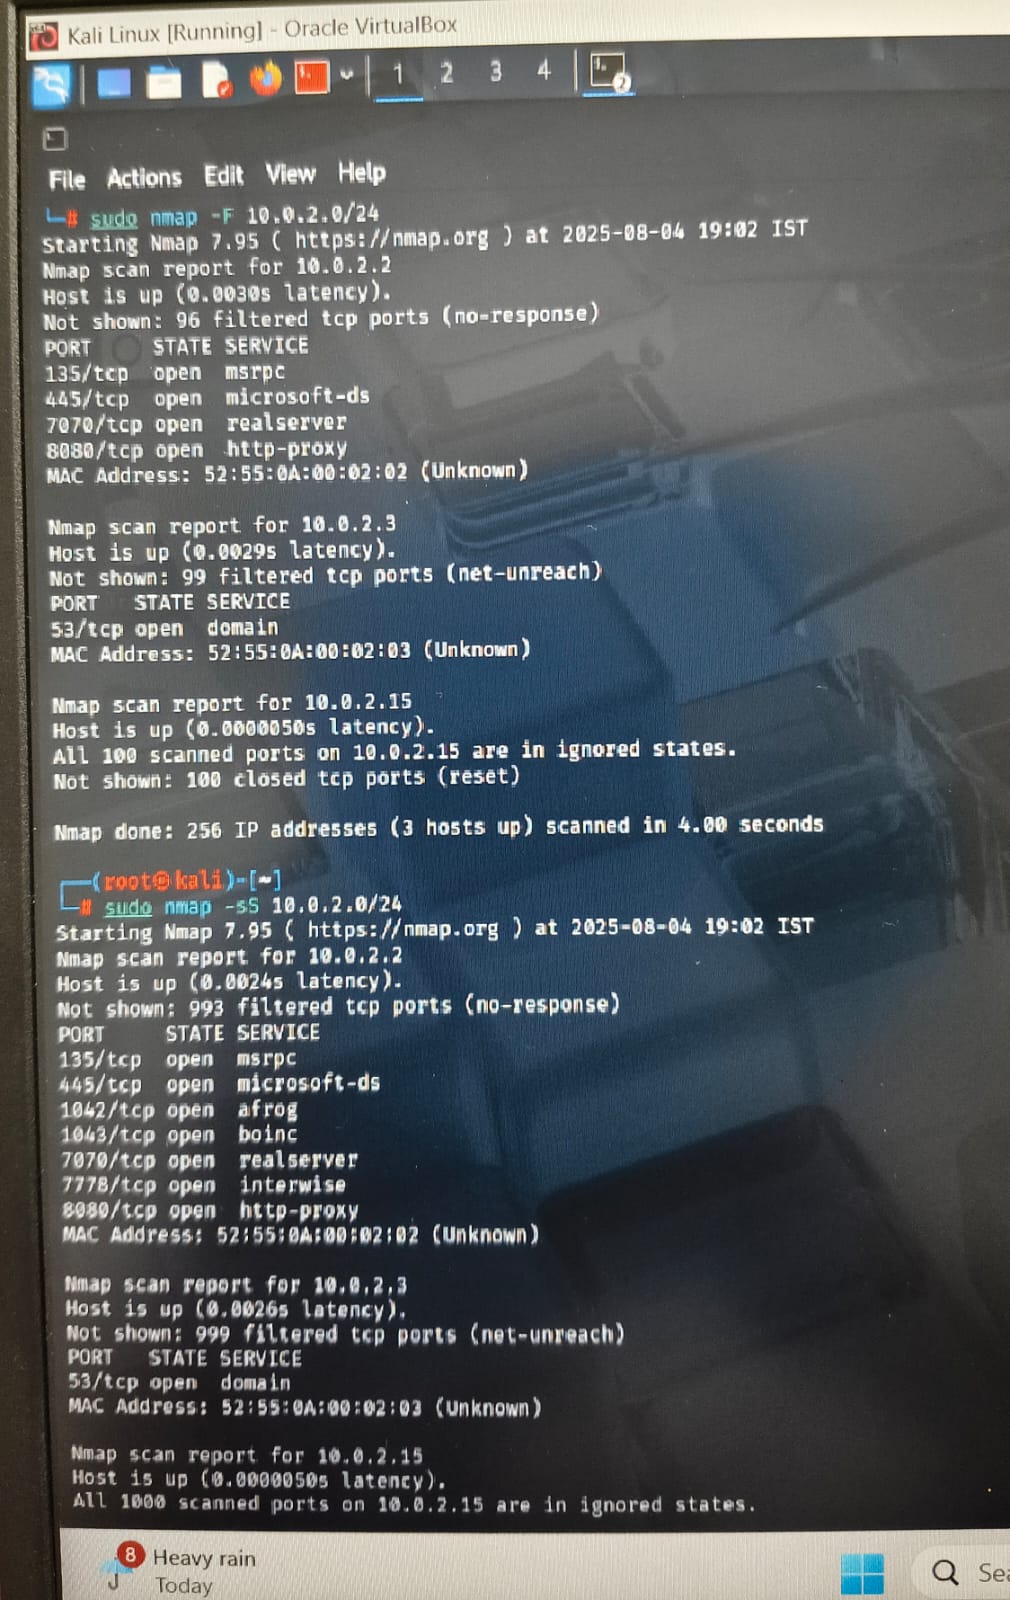 Kali Linux [Running] - Oracle VirtualBox
1 2 3 4
2
File Actions Edit View Help
└─# sudo nmap -F 10.0.2.0/24
Starting Nmap 7.95 ( https://nmap.org ) at 2025-08-04 19:02 IST
Nmap scan report for 10.0.2.2
Host is up (0.0030s latency).
Not shown: 96 filtered tcp ports (no-response)
PORT STATE SERVICE
135/tcp open msrpc
445/tcp open microsoft-ds
7070/tcp open realserver
8080/tcp open http-proxy
MAC Address: 52:55:0A:00:02:02 (Unknown)
Nmap scan report for 10.0.2.3
Host is up (0.0029s latency).
Not shown: 99 filtered tcp ports (net-unreach)
PORT STATE SERVICE
53/tcp open domain
MAC Address: 52:55:0A:00:02:03 (Unknown)
Nmap scan report for 10.0.2.15
Host is up (0.0000050s latency).
All 100 scanned ports on 10.0.2.15 are in ignored states.
Not shown: 100 closed tcp ports (reset)
Nmap done: 256 IP addresses (3 hosts up) scanned in 4.00 seconds
┌──(root㉿kali)-[~]
└─# sudo nmap -sS 10.0.2.0/24
Starting Nmap 7.95 ( https://nmap.org ) at 2025-08-04 19:02 IST
Nmap scan report for 10.0.2.2
Host is up (0.0024s latency).
Not shown: 993 filtered tcp ports (no-response)
PORT STATE SERVICE
135/tcp open msrpc
445/tcp open microsoft-ds
1042/tcp open afrog
1043/tcp open boinc
7070/tcp open realserver
7778/tcp open interwise
8080/tcp open http-proxy
MAC Address: 52:55:0A:00:02:02 (Unknown)
Nmap scan report for 10.0.2.3
Host is up (0.0026s latency).
Not shown: 999 filtered tcp ports (net-unreach)
PORT STATE SERVICE
53/tcp open domain
MAC Address: 52:55:0A:00:02:03 (Unknown)
Nmap scan report for 10.0.2.15
Host is up (0.0000050s latency).
All 1000 scanned ports on 10.0.2.15 are in ignored states.
8 Heavy rain
Today
Sea